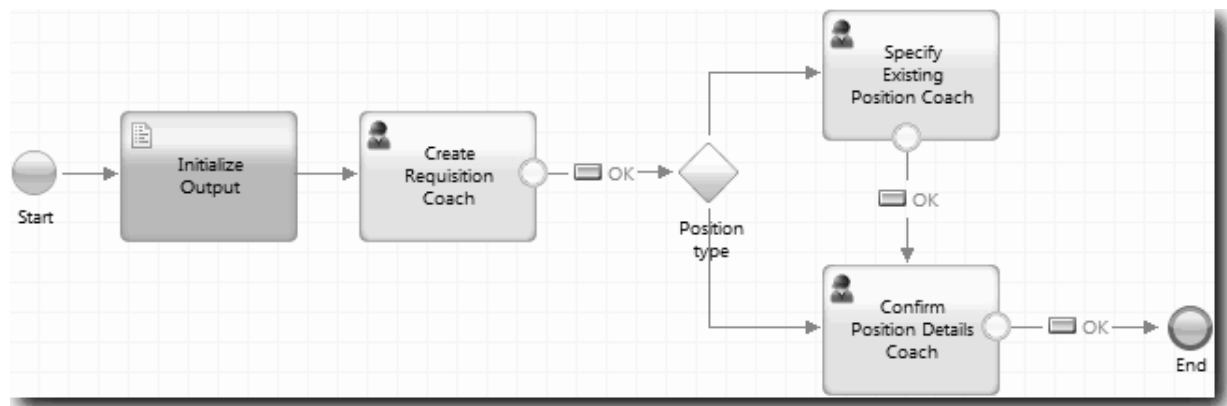 Start
Initialize
Output
Create
Requisition
Coach
OK
Position
type
Specify
Existing
Position Coach
OK
Confirm
Position Details
Coach
OK
End